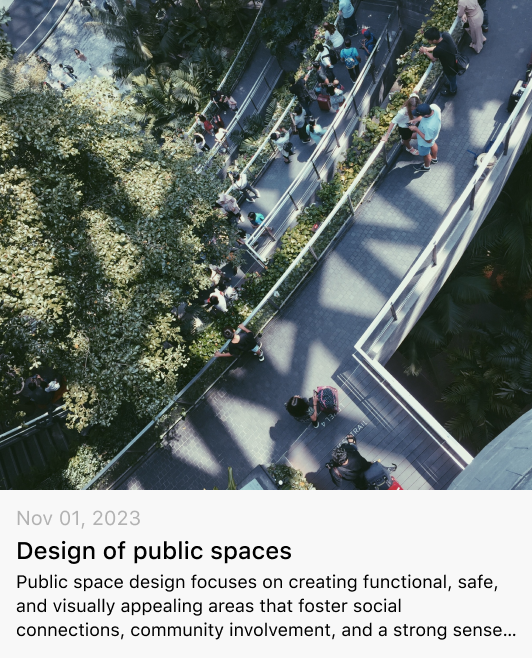 Nov 01, 2023
Design of public spaces
Public space design focuses on creating functional, safe,
and visually appealing areas that foster social
connections, community involvement, and a strong sense...